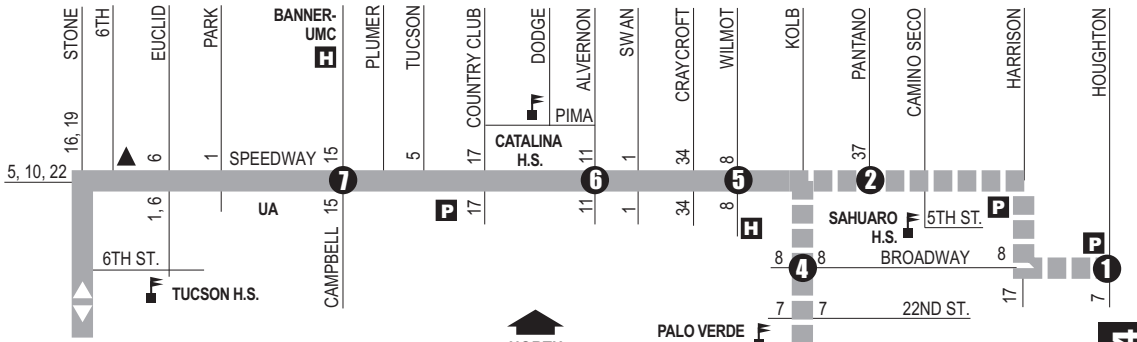 STONE
6TH
EUCLID
PARK
BANNER-
UMC
H
PLUMER
TUCSON
COUNTRY CLUB
DODGE
ALVERNON
SWAN
CRAYCROFT
WILMOT
KOLB
PANTANO
CAMINO SECO
HARRISON
HOUGHTON
PIMA
CATALINA
H.S.
16, 19
6
1
SPEEDWAY
15
5
17
11
1
34
8
37
5, 10, 22
7
6
5
2
1, 6
UA
15
P
17
11
1
34
8
H
SAHUARO
H.S.
5TH ST.
P
P
6TH ST.
CAMPBELL
8
4
8
BROADWAY
8
1
TUCSON H.S.
7
7
22ND ST.
17
7
PALO VERDE